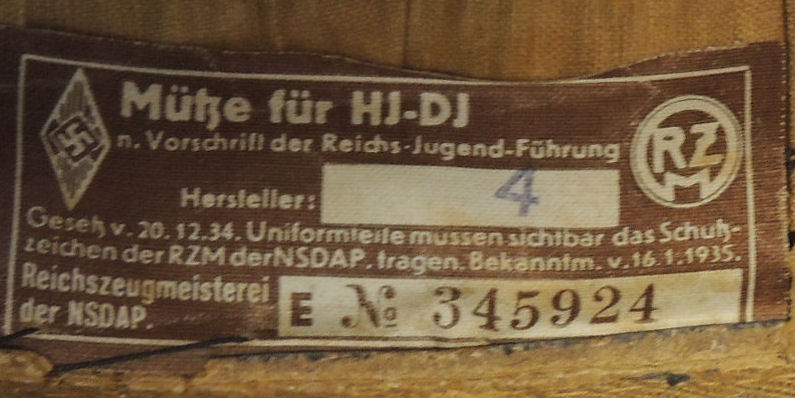 Mütze für HJ-DJ
n. Vorschrift der Reichs-Jugend-Führung
RZM
Hersteller: 4
Gesetz v. 20.12.34. Uniformteile müssen sichtbar das Schutz-
zeichen der RZM der NSDAP. tragen. Bekanntm. v. 16.1.1935.
Reichszeugmeisterei
der NSDAP.
E № 345924